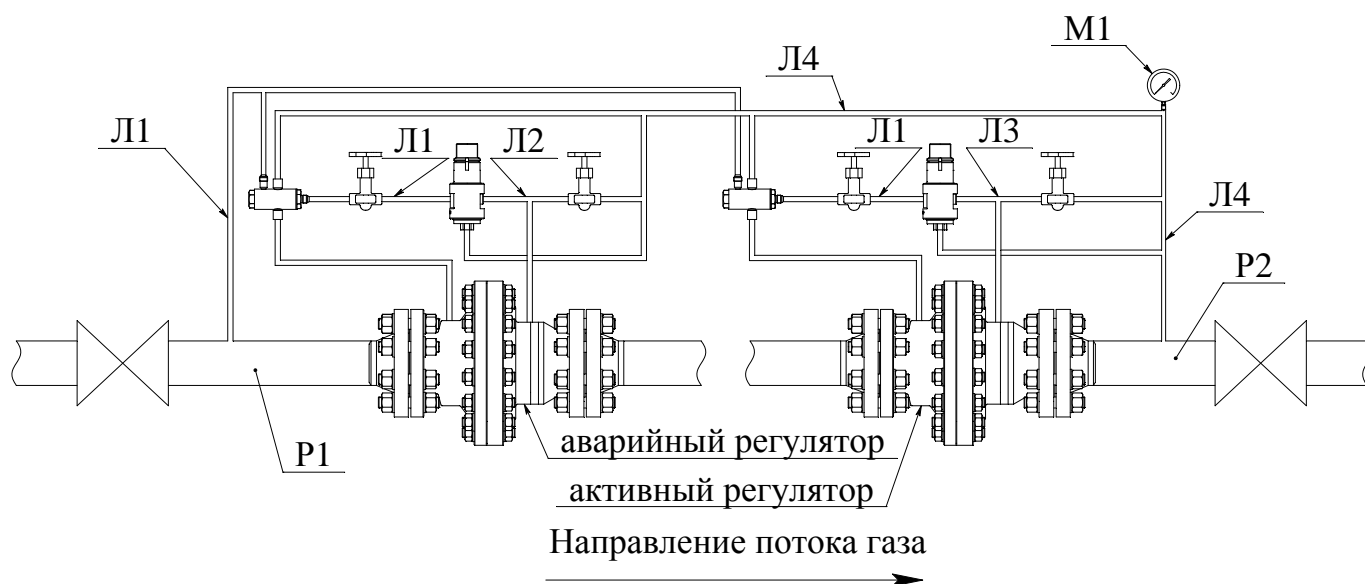 М1
Л4
Л1
Л1
Л2
Л1
Л3
Л4
Р2
Р1
аварийный регулятор
активный регулятор
Направление потока газа